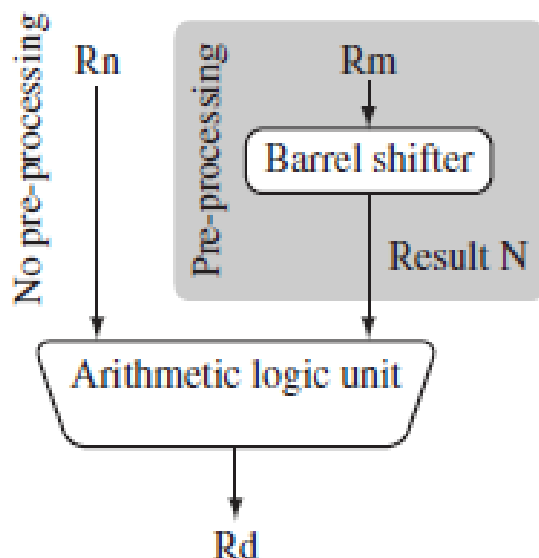 Rn
No pre-processing
Pre-processing
Rm
Barrel shifter
Result N
Arithmetic logic unit
Rd